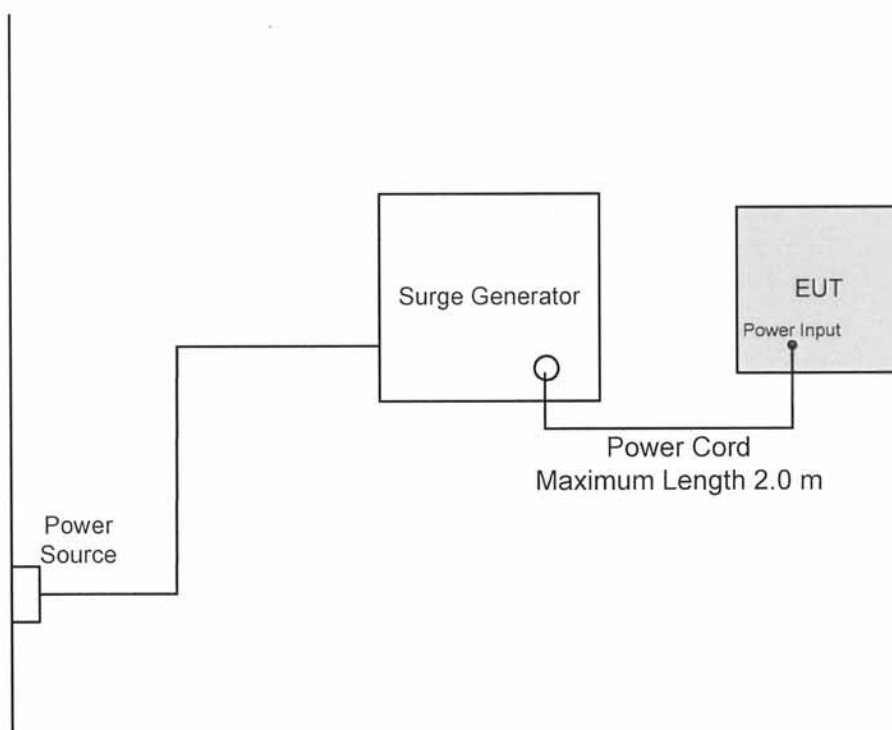 Surge Generator
EUT
Power Input
Power Cord
Maximum Length 2.0 m
Power
Source